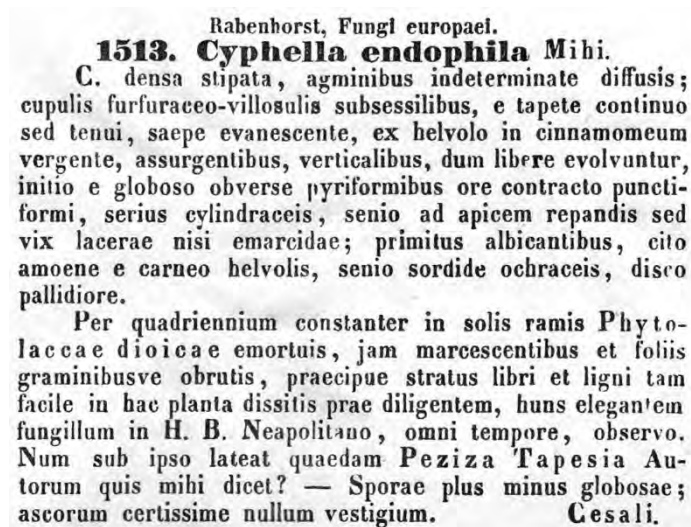 Rabenhorst, Fungi europaei.
1513. Cyphella endophila Mihi.
C. densa stipata, agminibus indeterminate diffusis;
cupulis furfuraceo-villosulis subsessilibus, e tapete continuo
sed tenui, saepe evanescente, ex helvolo in cinnamomeum
vergente, assurgentibus, verticalibus, dum libere evolvuntur,
initio e globoso obverse pyriformibus ore contracto puncti-
formi, serius cylindraceis, senio ad apicem repandis sed
vix lacerae nisi emarcidae; primitus albicantibus, cito
amoene e carneo helvolis, senio sordide ochraceis, disco
pallidiore.
Per quadriennium constanter in solis ramis Phyto-
laccae dioicae emortuis, jam marcescentibus et foliis
graminibusve obrutis, praecipue stratus libri et ligni tam
facile in hac planta dissitis prae diligentem, huns elegantem
fungillum in H. B. Neapolitano, omni tempore, observo.
Num sub ipso lateat quaedam Peziza Tapesia Au-
torum quis mihi dicet? — Sporae plus minus globosae;
ascorum certissime nullum vestigium. Cesali.